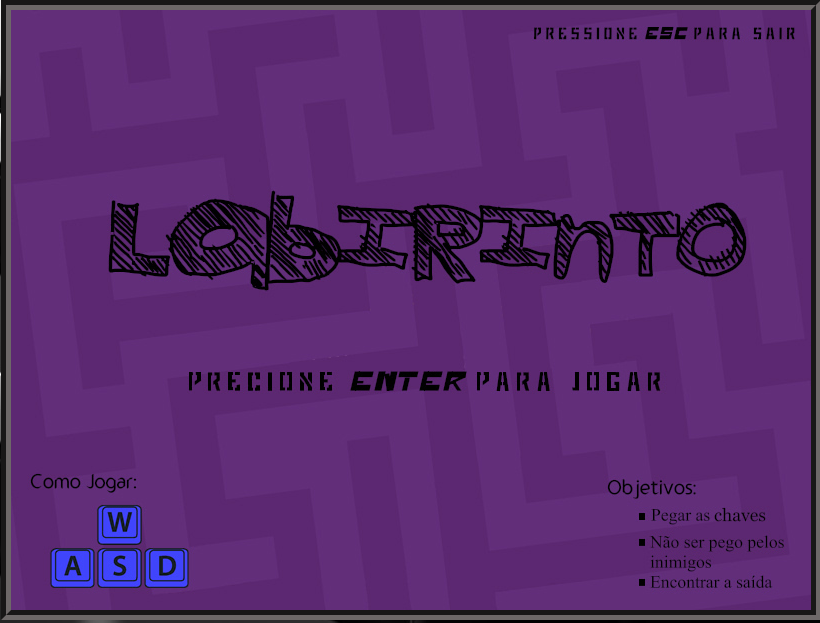 PRESSIONE ESC PARA SAIR
LabIRInTO
PRECIONE ENTER PARA JOGAR
Como Jogar:
W
A S D
Objetivos:
Pegar as chaves
Não ser pego pelos
inimigos
Encontrar a saída